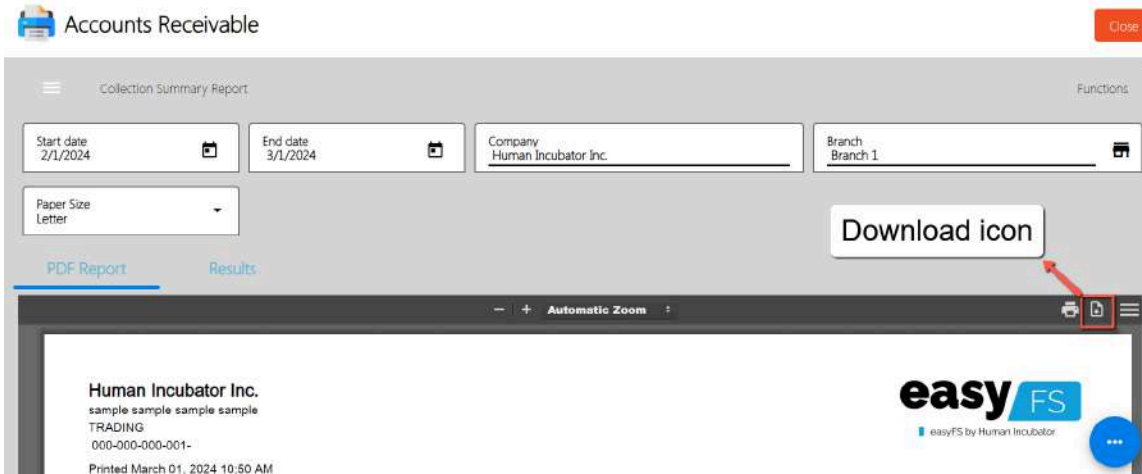 Accounts Receivable
Close
Collection Summary Report
Functions
Start date
2/1/2024
End date
3/1/2024
Company
Human Incubator Inc.
Branch
Branch 1
Paper Size
Letter
Download icon
PDF Report
Results
Automatic Zoom
Human Incubator Inc.
sample sample sample sample
TRADING
000-000-000-001-
Printed March 01, 2024 10:50 AM
easyFS
easyFS by Human Incubator